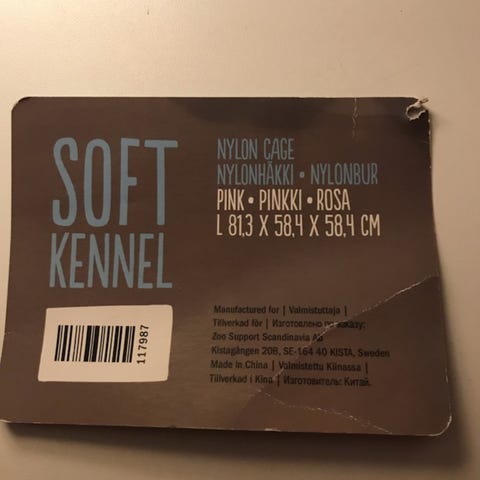 SOFT
KENNEL
NYLON CAGE
NYLONHÄKKI • NYLONBUR
PINK • PINKKI • ROSA
L 81,3 X 58,4 X 58,4 CM
117987
Manufactured for | Valmistuttaja |
Tillverkad för | Изготовлено по заказу:
Zoo Support Scandinavia AB
Kistagången 20B, SE-164 40 KISTA, Sweden
Made in China | Valmistettu Kiinassa |
Tillverkad i Kina | Изготовитель: Китай.